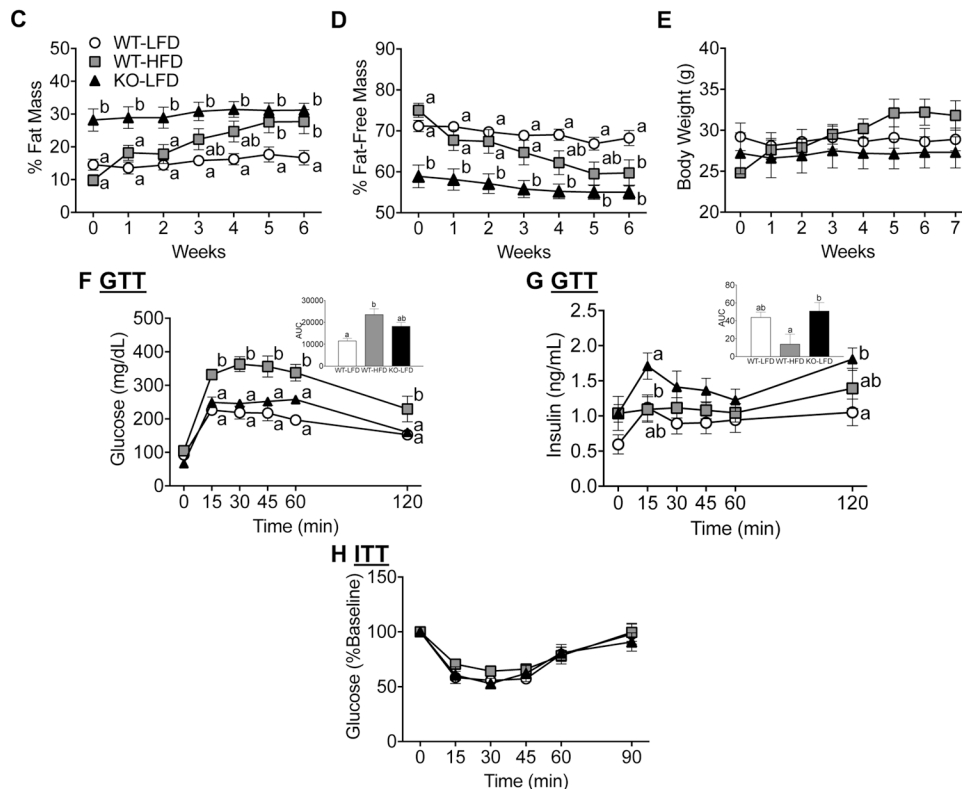 C
D
E
WT-LFD
WT-HFD
KO-LFD
% Fat Mass
50
40
30
20
10
0
b b b b b b b
a a b b
a a ab ab
a a a a a a a
0 1 2 3 4 5 6
Weeks
% Fat-Free Mass
90
80
70
60
50
a a a a a a a
a a ab ab b b
b b b b b b b
0 1 2 3 4 5 6
Weeks
Body Weight (g)
40
35
30
25
20
0 1 2 3 4 5 6 7
Weeks
F GTT
Glucose (mg/dL)
500
400
300
200
100
0
b b b b b
a a a a a
a a a
0 15 30 45 60 120
Time (min)
AUC
30000
20000
10000
0
a b ab
WT-LFD WT-HFD KO-LFD
G GTT
Insulin (ng/mL)
2.5
2.0
1.5
1.0
0.5
0.0
a b
b ab
ab a
0 15 30 45 60 120
Time (min)
AUC
60
40
20
0
ab a b
WT-LFD WT-HFD KO-LFD
H ITT
Glucose (%Baseline)
150
100
50
0
0 15 30 45 60 90
Time (min)